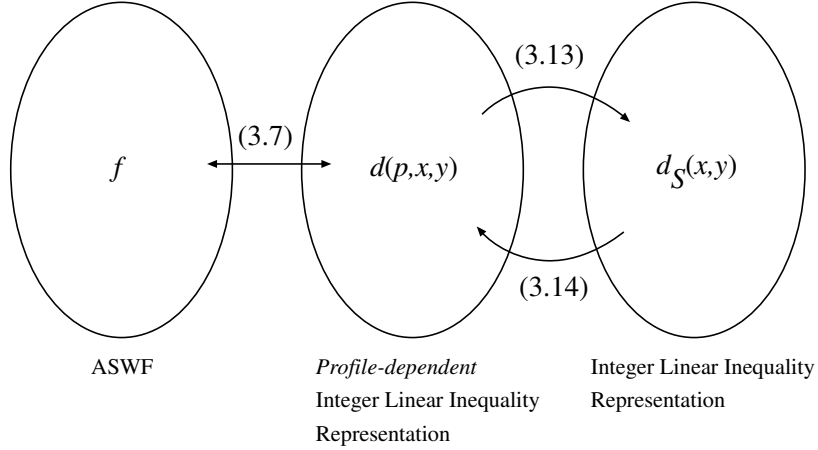 (3.13)
(3.7)
f
d(p,x,y)
d_S(x,y)
(3.14)
ASWF
Profile-dependent
Integer Linear Inequality
Representation
Integer Linear Inequality
Representation